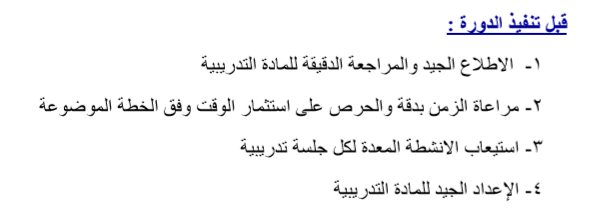 قبل تنفيذ الدورة :
١- الاطلاع الجيد والمراجعة الدقيقة للمادة التدريبية
٢- مراعاة الزمن بدقة والحرص على استثمار الوقت وفق الخطة الموضوعة
٣- استيعاب الانشطة المعدة لكل جلسة تدريبية
٤- الإعداد الجيد للمادة التدريبية